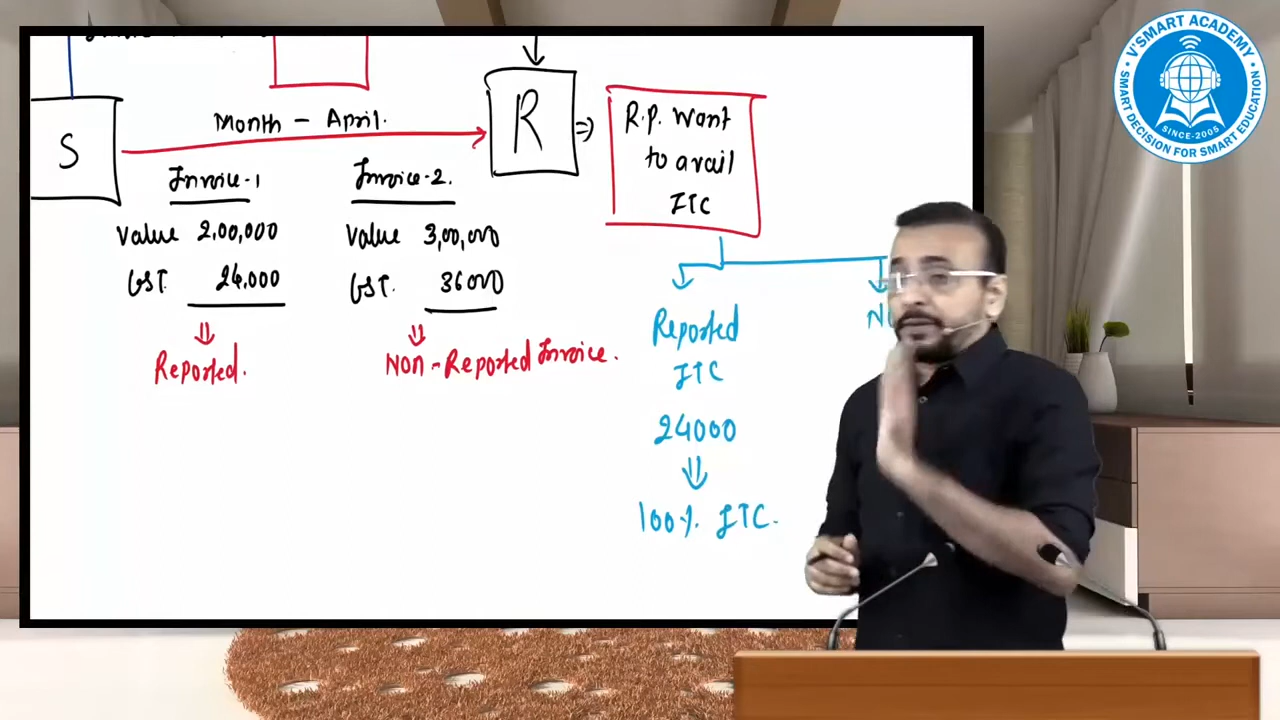 S
Month - April.
R
⇒
R.P. Want
to avail
ITC
Invoice-1
Value 2,00,000
GST. 24,000
Reported.
Invoice-2.
Value 3,00,000
GST. 36000
Non-Reported Invoice.
Reported
ITC
24000
100% ITC.
V'SMART ACADEMY
SINCE-2005
SMART DECISION FOR SMART EDUCATION